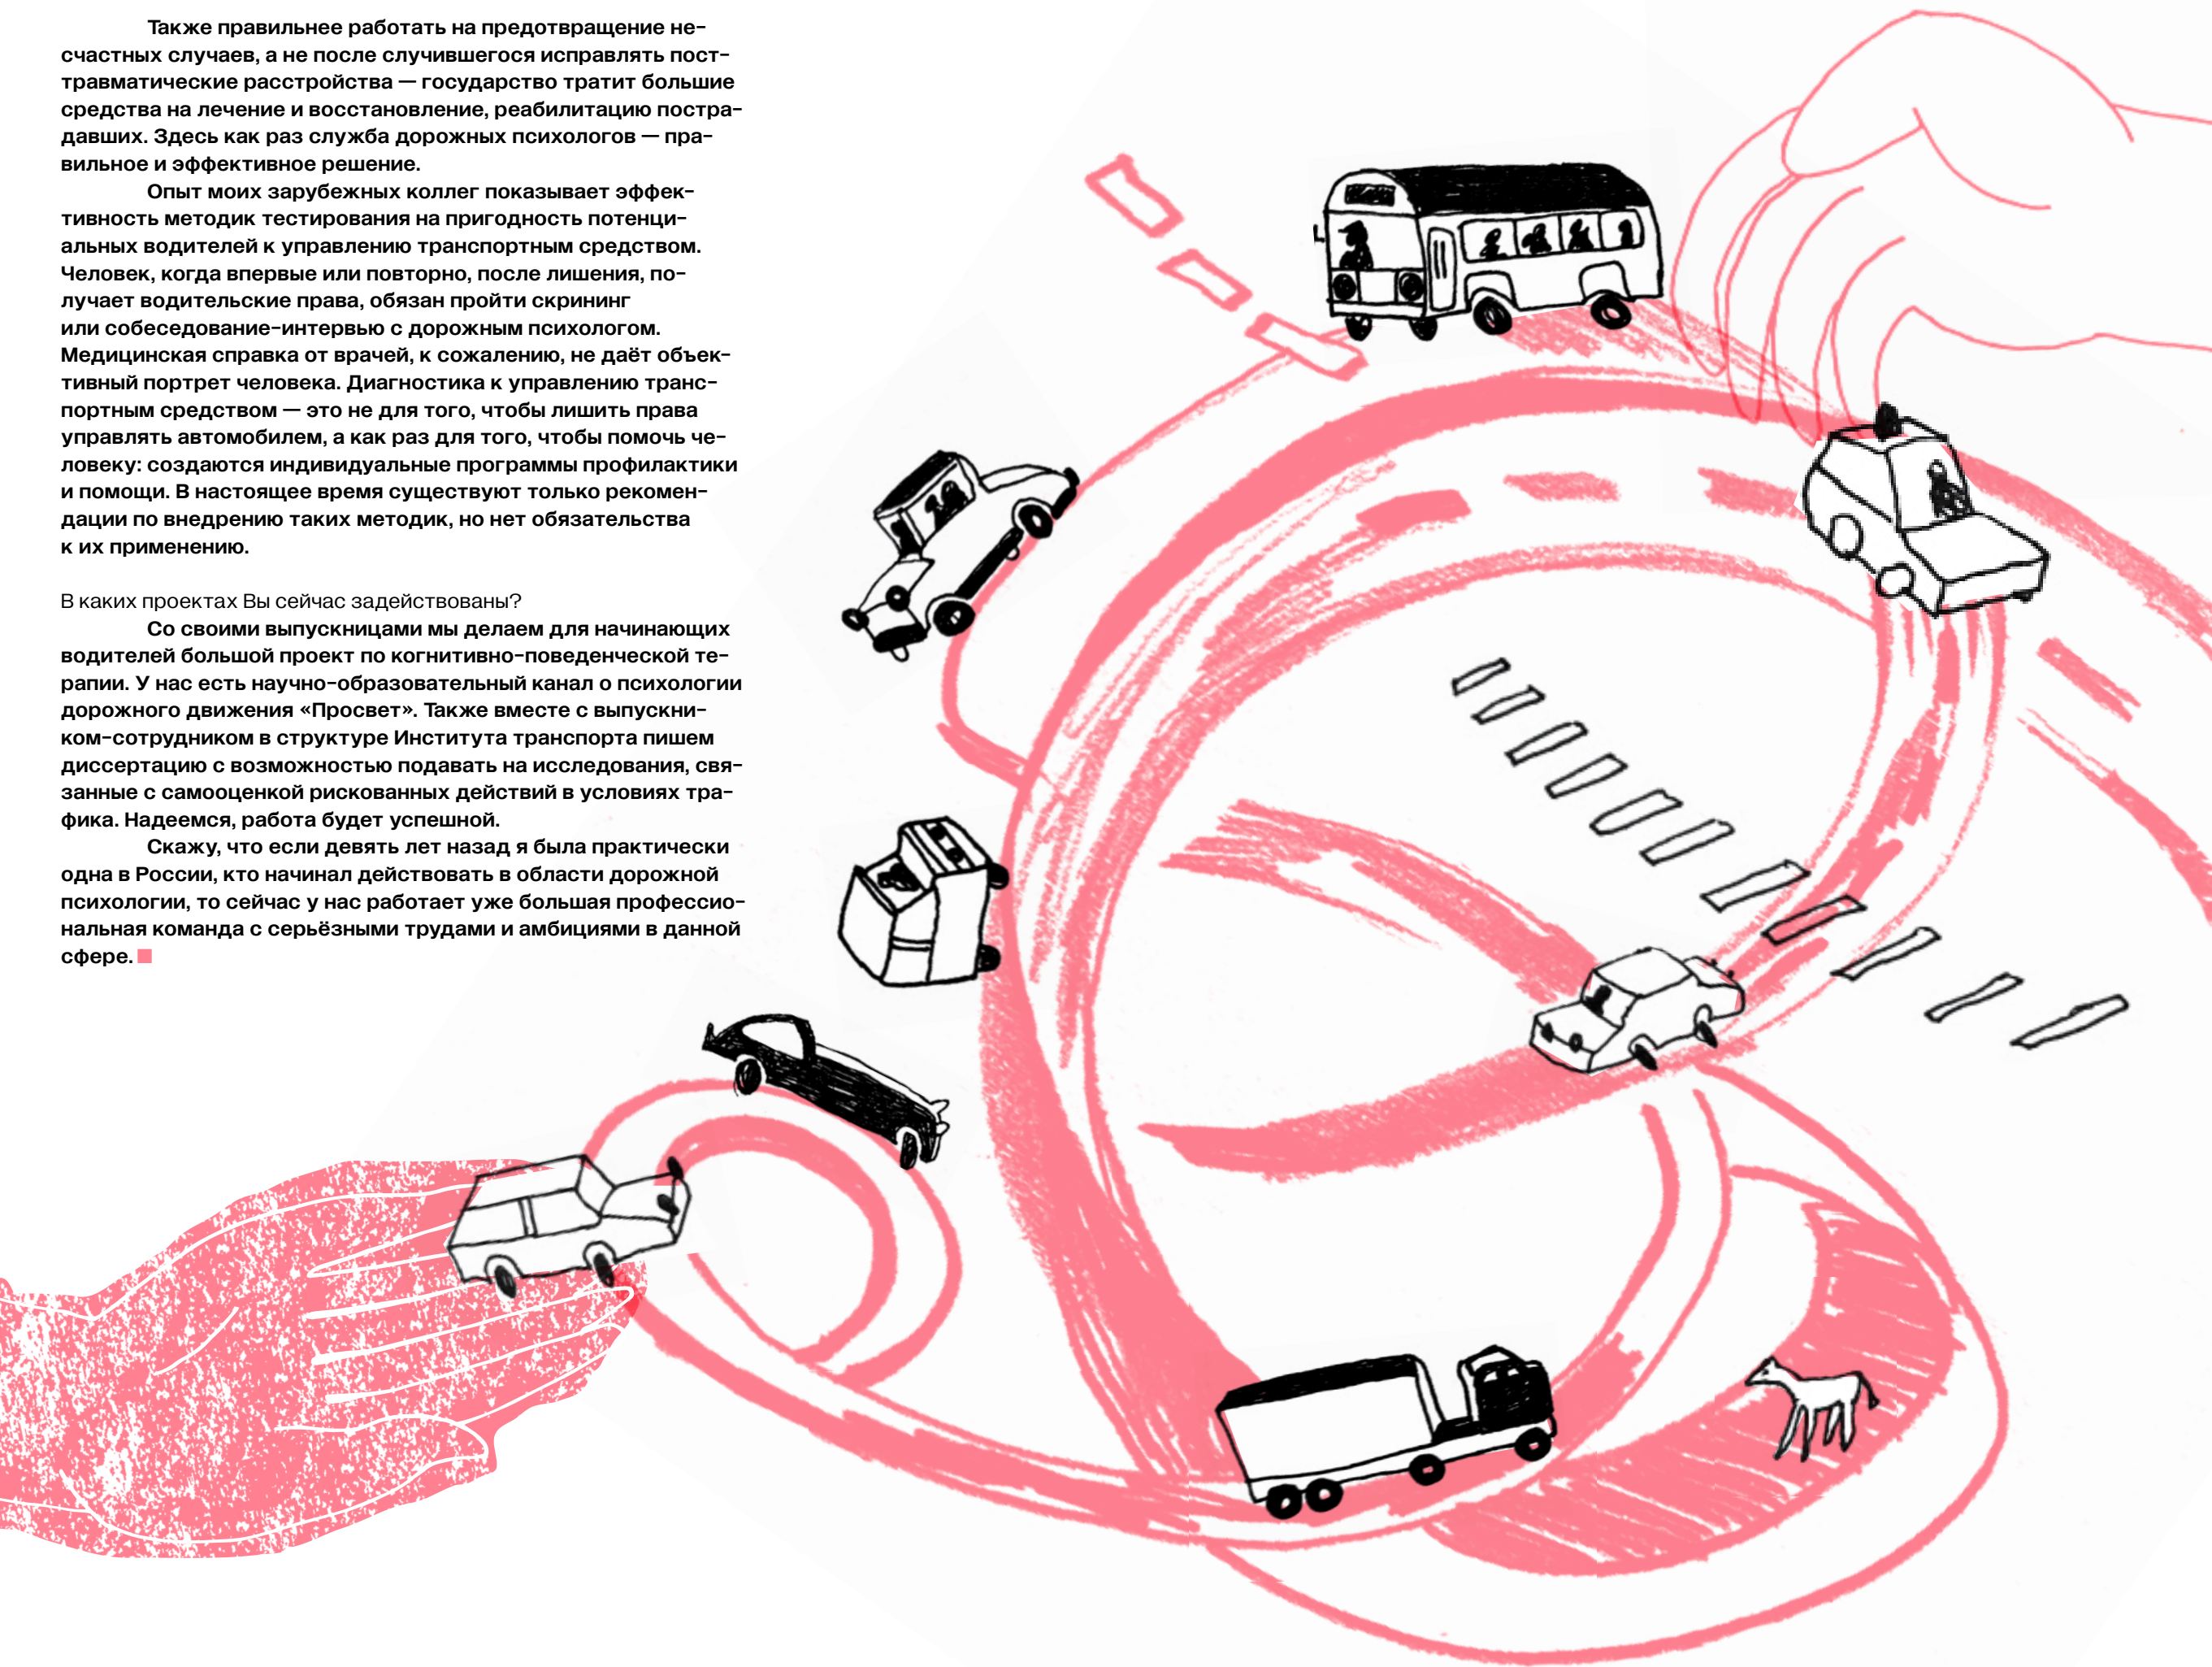 Также правильнее работать на предотвращение не-
счастных случаев, а не после случившегося исправлять пост-
травматические расстройства — государство тратит большие
средства на лечение и восстановление, реабилитацию постра-
давших. Здесь как раз служба дорожных психологов — пра-
вильное и эффективное решение.
Опыт моих зарубежных коллег показывает эффек-
тивность методик тестирования на пригодность потенци-
альных водителей к управлению транспортным средством.
Человек, когда впервые или повторно, после лишения, по-
лучает водительские права, обязан пройти скрининг
или собеседование-интервью с дорожным психологом.
Медицинская справка от врачей, к сожалению, не даёт объек-
тивный портрет человека. Диагностика к управлению транс-
портным средством — это не для того, чтобы лишить права
управлять автомобилем, а как раз для того, чтобы помочь че-
ловеку: создаются индивидуальные программы профилактики
и помощи. В настоящее время существуют только рекомен-
дации по внедрению таких методик, но нет обязательства
к их применению.
В каких проектах Вы сейчас задействованы?
Со своими выпускницами мы делаем для начинающих
водителей большой проект по когнитивно-поведенческой те-
рапии. У нас есть научно-образовательный канал о психологии
дорожного движения «Просвет». Также вместе с выпускни-
ком-сотрудником в структуре Института транспорта пишем
диссертацию с возможностью подавать на исследования, свя-
занные с самооценкой рискованных действий в условиях тра-
фика. Надеемся, работа будет успешной.
Скажу, что если девять лет назад я была практически
одна в России, кто начинал действовать в области дорожной
психологии, то сейчас у нас работает уже большая профессио-
нальная команда с серьёзными трудами и амбициями в данной
сфере.